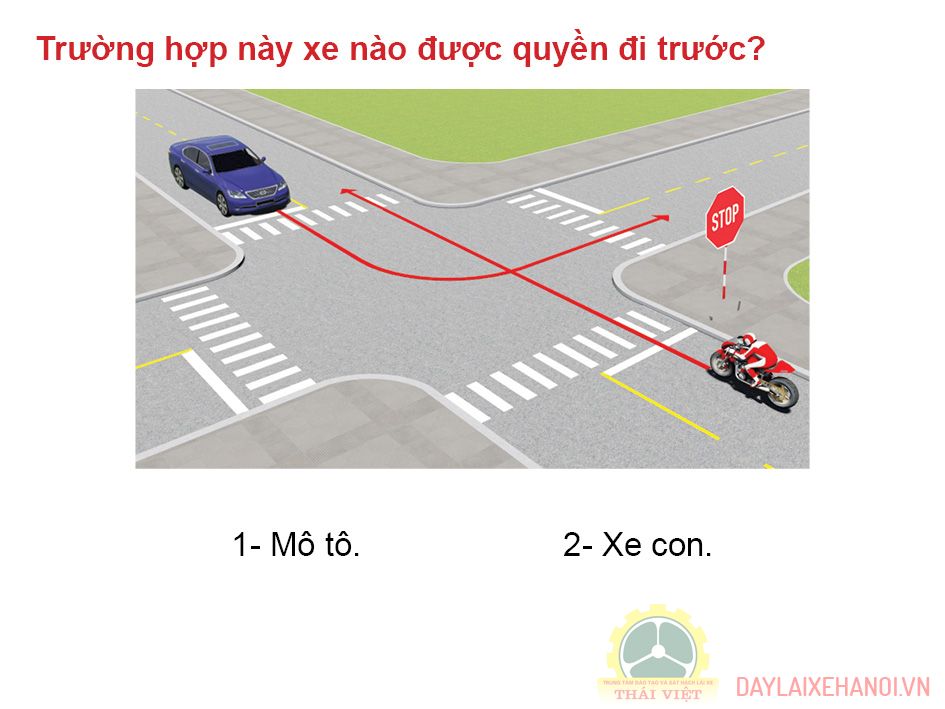 Trường hợp này xe nào được quyền đi trước?
STOP
1- Mô tô. 2- Xe con.
TRUNG TÂM ĐÀO TẠO VÀ SÁT HẠCH LÁI XE
THÁI VIỆT
DAYLAIXEHANOI.VN